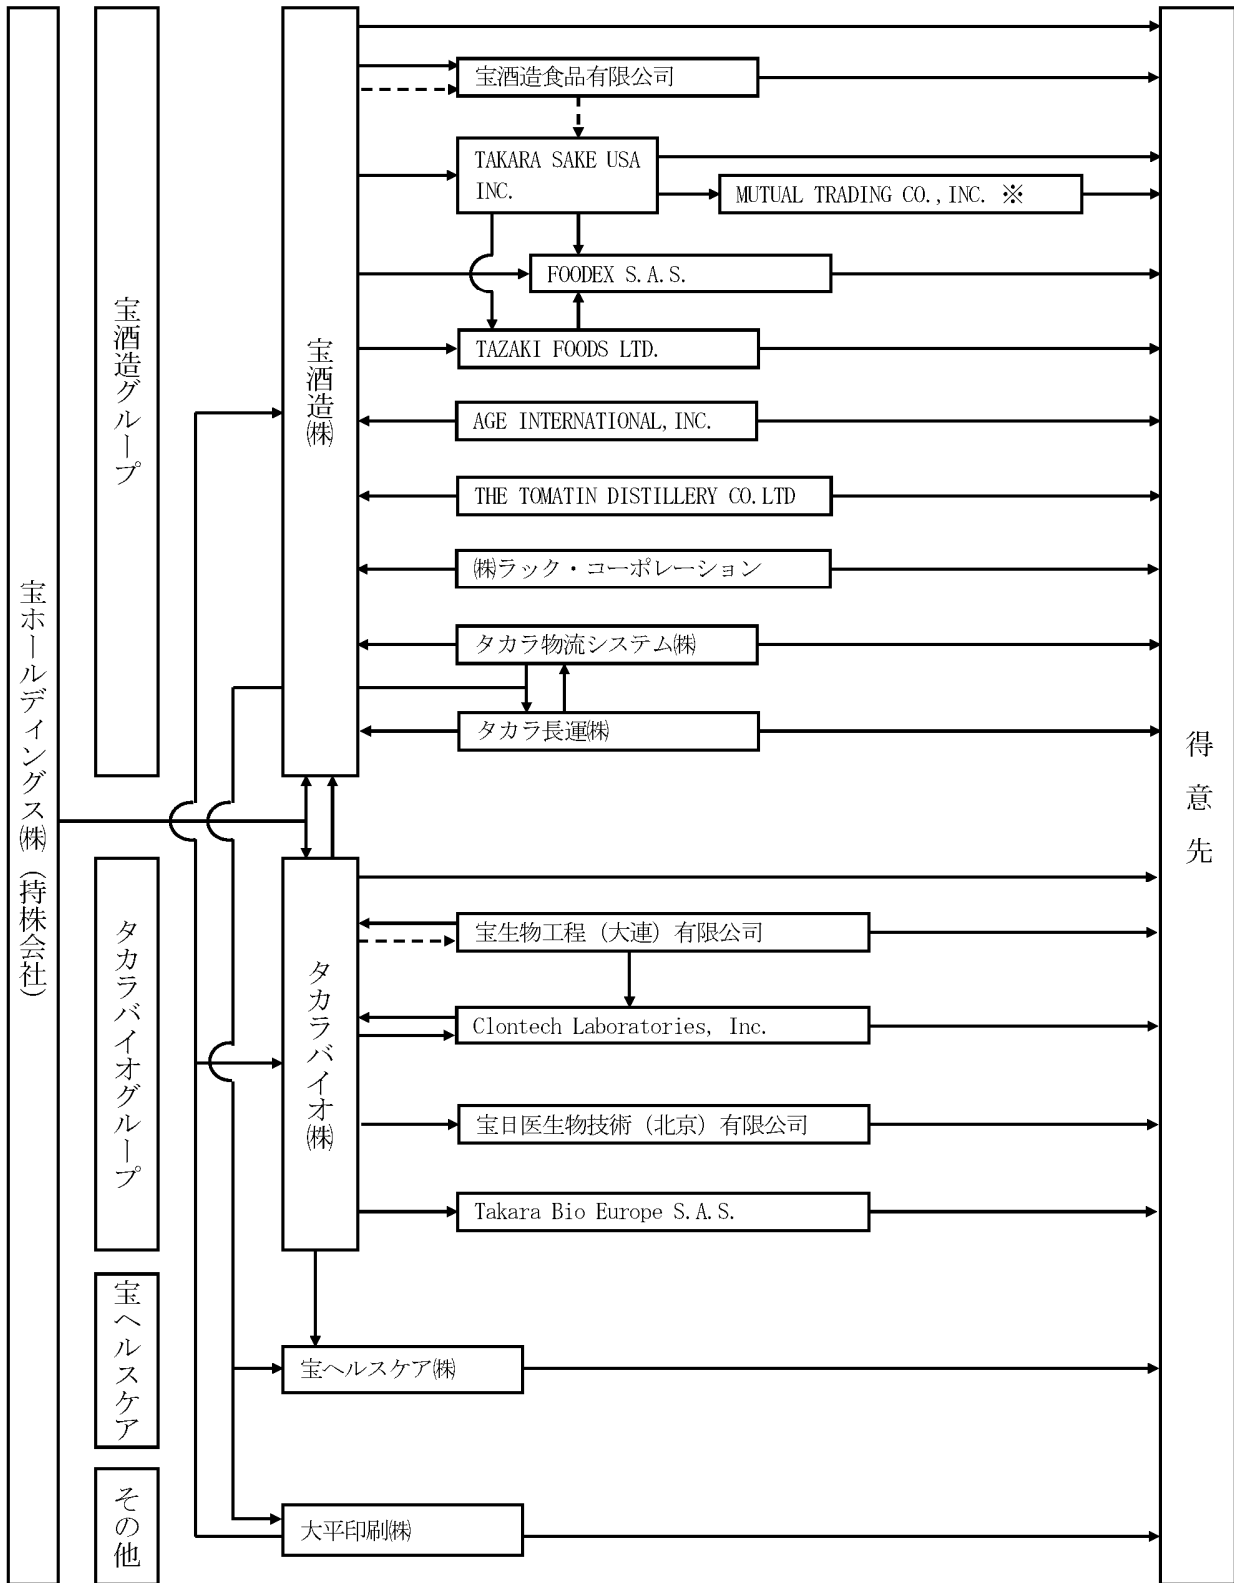 宝ホールディングス㈱（持株会社）
宝酒造グループ
宝酒造㈱
宝酒造食品有限公司
TAKARA SAKE USA
INC.
MUTUAL TRADING CO.,INC. ※
FOODEX S.A.S.
TAZAKI FOODS LTD.
AGE INTERNATIONAL,INC.
THE TOMATIN DISTILLERY CO.LTD
㈱ラック・コーポレーション
タカラ物流システム㈱
タカラ長運㈱
タカラバイオグループ
タカラバイオ㈱
宝生物工程（大連）有限公司
Clontech Laboratories, Inc.
宝日医生物技術（北京）有限公司
Takara Bio Europe S.A.S.
宝ヘルスケア
宝ヘルスケア㈱
その他
大平印刷㈱
得意先